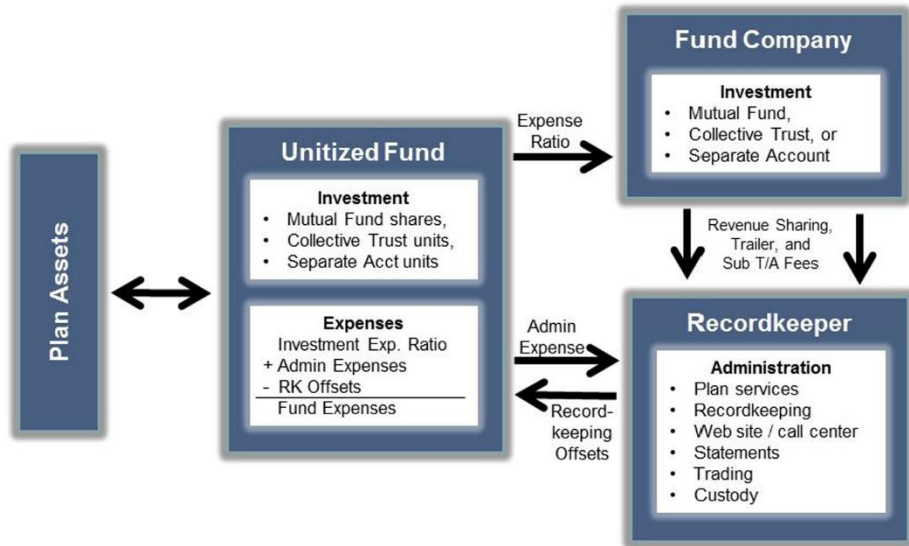 Plan Assets
Unitized Fund
Investment
• Mutual Fund shares,
• Collective Trust units,
• Separate Acct units
Expenses
Investment Exp. Ratio
+ Admin Expenses
- RK Offsets
Fund Expenses
Expense
Ratio
Fund Company
Investment
• Mutual Fund,
• Collective Trust, or
• Separate Account
Revenue Sharing,
Trailer, and
Sub T/A Fees
Admin
Expense
Record-
keeping
Offsets
Recordkeeper
Administration
• Plan services
• Recordkeeping
• Web site / call center
• Statements
• Trading
• Custody